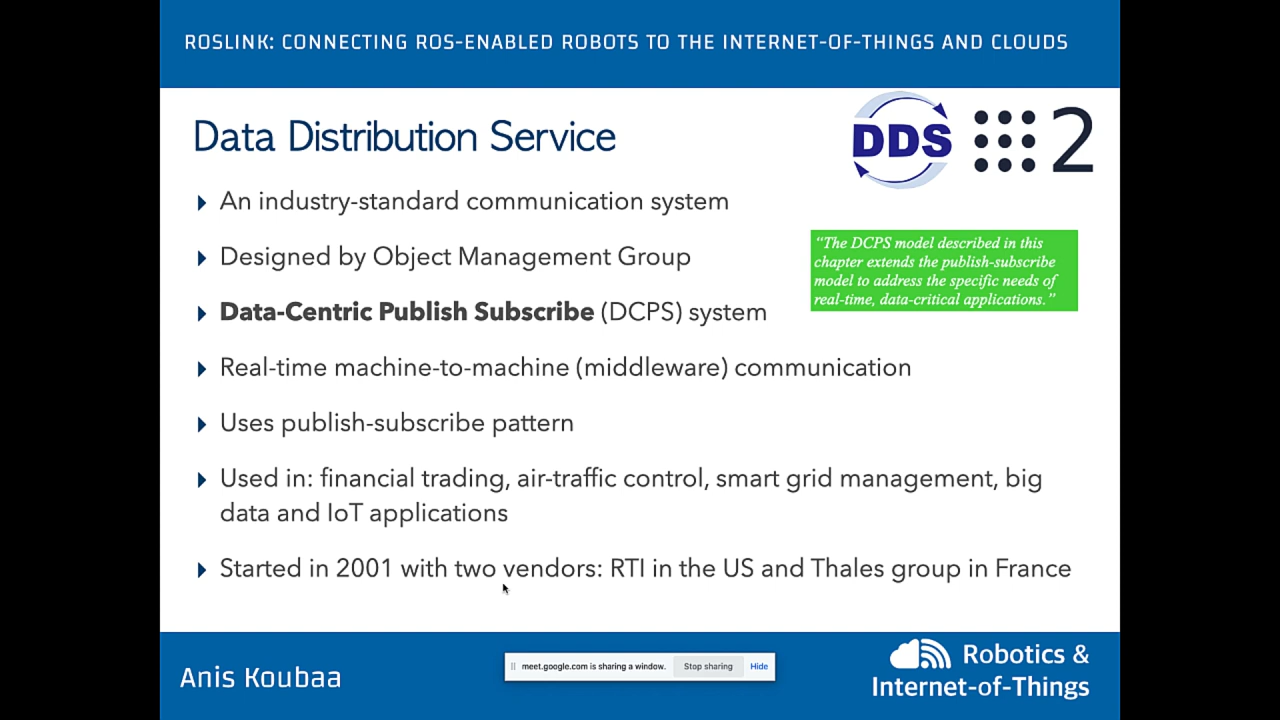 ROSLINK: CONNECTING ROS-ENABLED ROBOTS TO THE INTERNET-OF-THINGS AND CLOUDS
Data Distribution Service
DDS
2
An industry-standard communication system
Designed by Object Management Group
“The DCPS model described in this
chapter extends the publish-subscribe
model to address the specific needs of
real-time, data-critical applications.”
Data-Centric Publish Subscribe (DCPS) system
Real-time machine-to-machine (middleware) communication
Uses publish-subscribe pattern
Used in: financial trading, air-traffic control, smart grid management, big
data and IoT applications
Started in 2001 with two vendors: RTI in the US and Thales group in France
Anis Koubaa
meet.google.com is sharing a window.
Stop sharing
Hide
Robotics &
Internet-of-Things